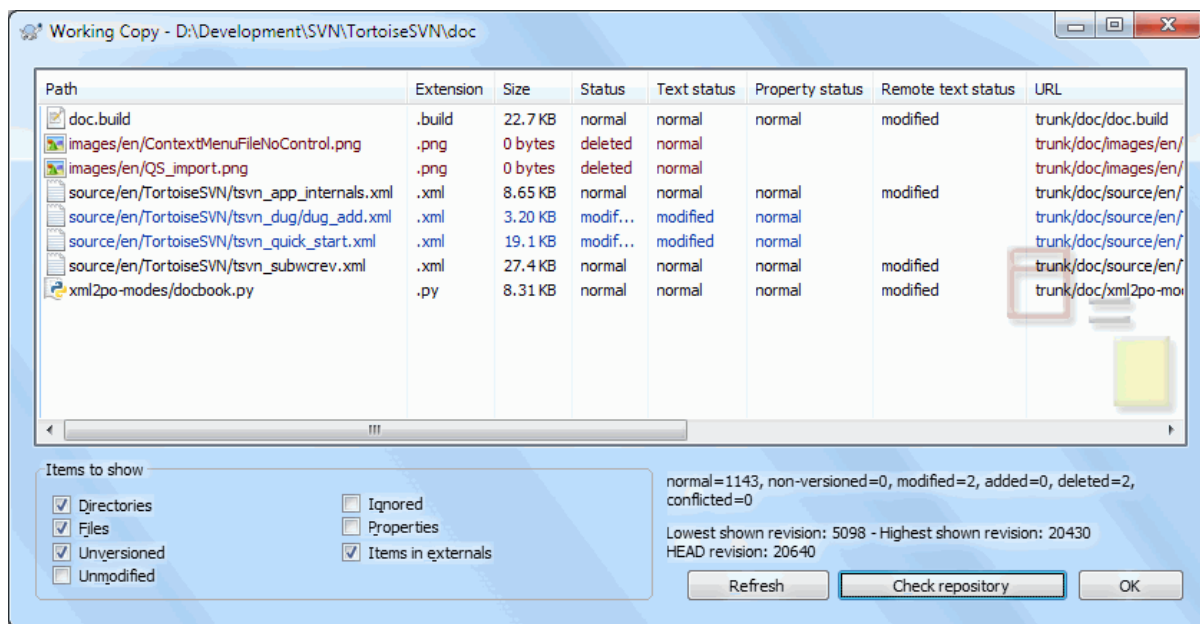 Working Copy - D:\Development\SVN\TortoiseSVN\doc
Path Extension Size Status Text status Property status Remote text status URL
doc.build .build 22.7 KB normal normal normal modified trunk/doc/doc.build
images/en/ContextMenuFileNoControl.png .png 0 bytes deleted normal trunk/doc/images/en/
images/en/QS_import.png .png 0 bytes deleted normal trunk/doc/images/en/
source/en/TortoiseSVN/tsvn_app_internals.xml .xml 8.65 KB normal normal normal modified trunk/doc/source/en/
source/en/TortoiseSVN/tsvn_dug/dug_add.xml .xml 3.20 KB modif... modified normal trunk/doc/source/en/
source/en/TortoiseSVN/tsvn_quick_start.xml .xml 19.1 KB modif... modified normal trunk/doc/source/en/
source/en/TortoiseSVN/tsvn_subwcrev.xml .xml 27.4 KB normal normal normal modified trunk/doc/source/en/
xml2po-modes/docbook.py .py 8.31 KB normal normal normal modified trunk/doc/xml2po-mo
Items to show
Directories Ignored
Files Properties
Unversioned Items in externals
Unmodified
normal=1143, non-versioned=0, modified=2, added=0, deleted=2,
conflicted=0
Lowest shown revision: 5098 - Highest shown revision: 20430
HEAD revision: 20640
Refresh Check repository OK